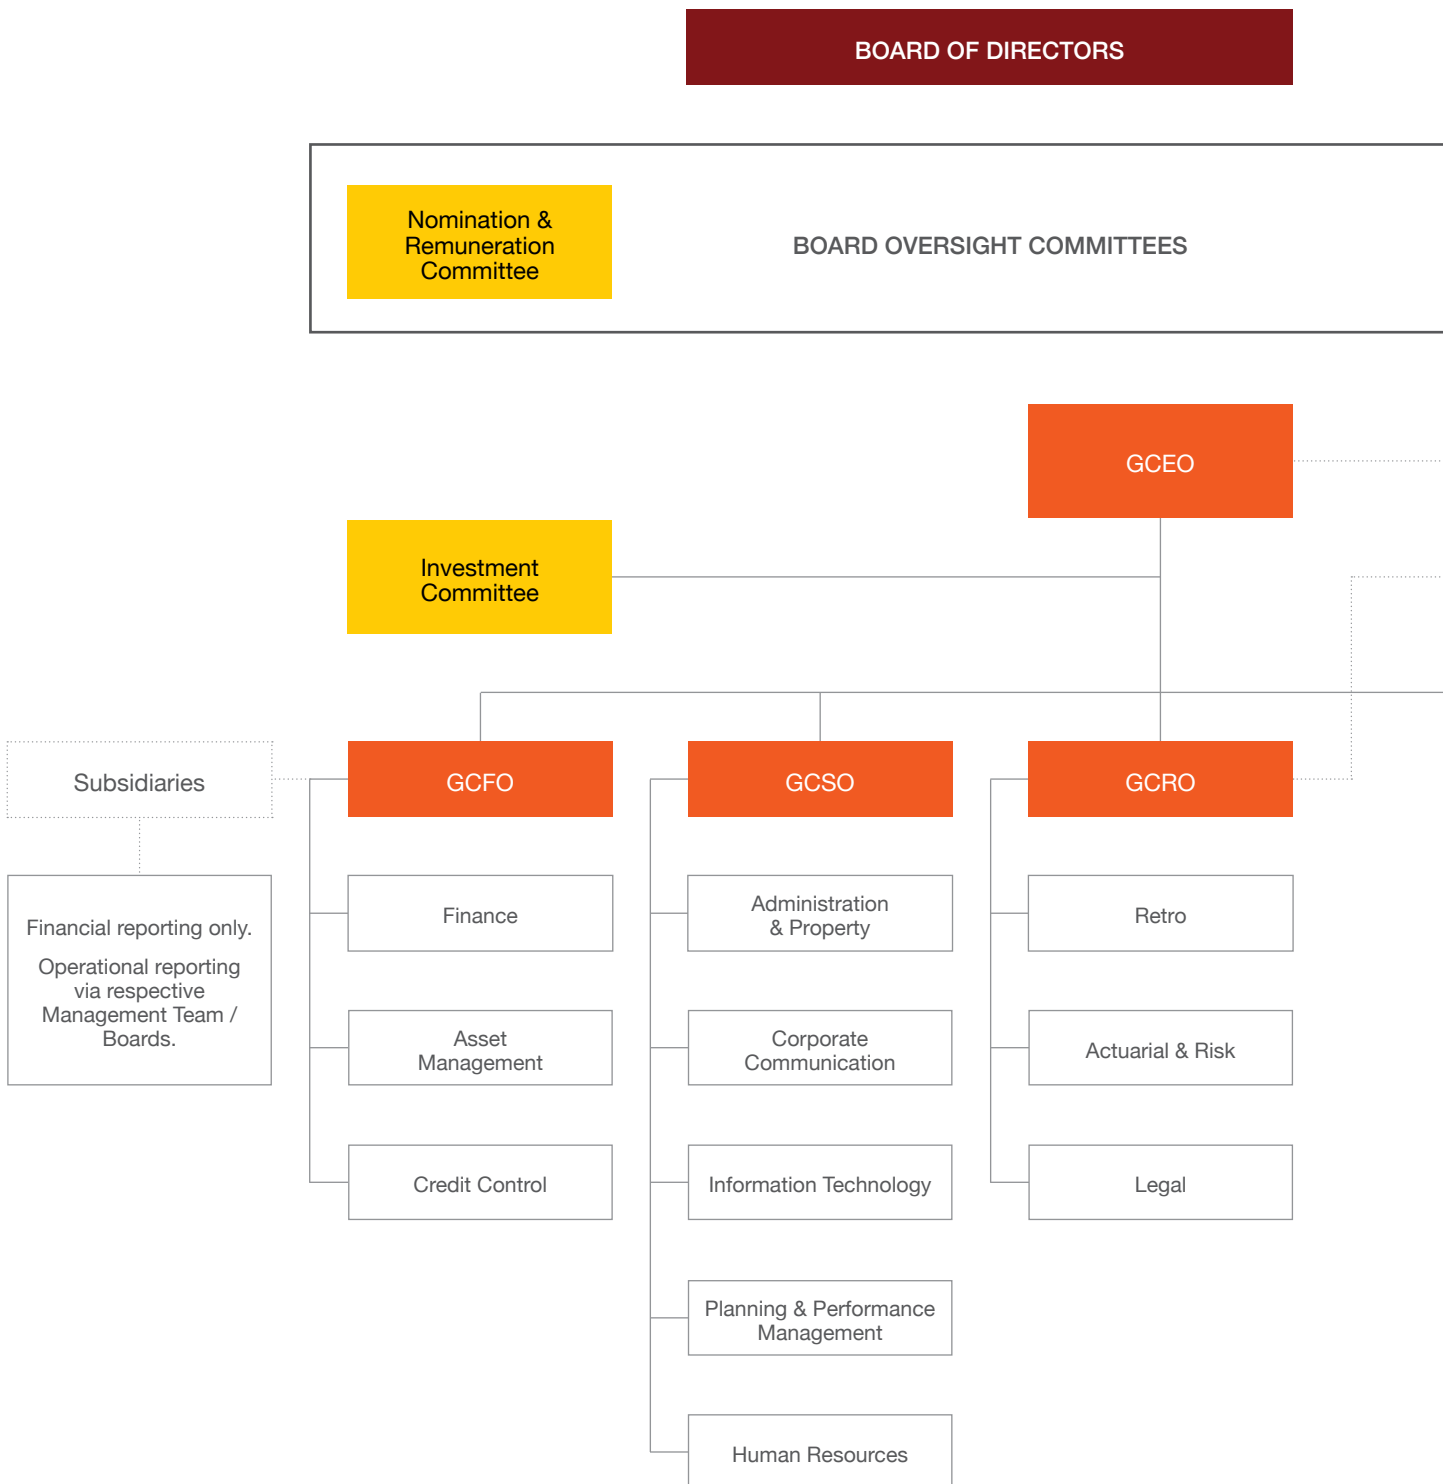 BOARD OF DIRECTORS
Nomination &
Remuneration
Committee
BOARD OVERSIGHT COMMITTEES
GCEO
Investment
Committee
Subsidiaries
GCFO
GCSO
GCRO
Financial reporting only.
Operational reporting
via respective
Management Team /
Boards.
Finance
Administration
& Property
Retro
Asset
Management
Corporate
Communication
Actuarial & Risk
Credit Control
Information Technology
Legal
Planning & Performance
Management
Human Resources